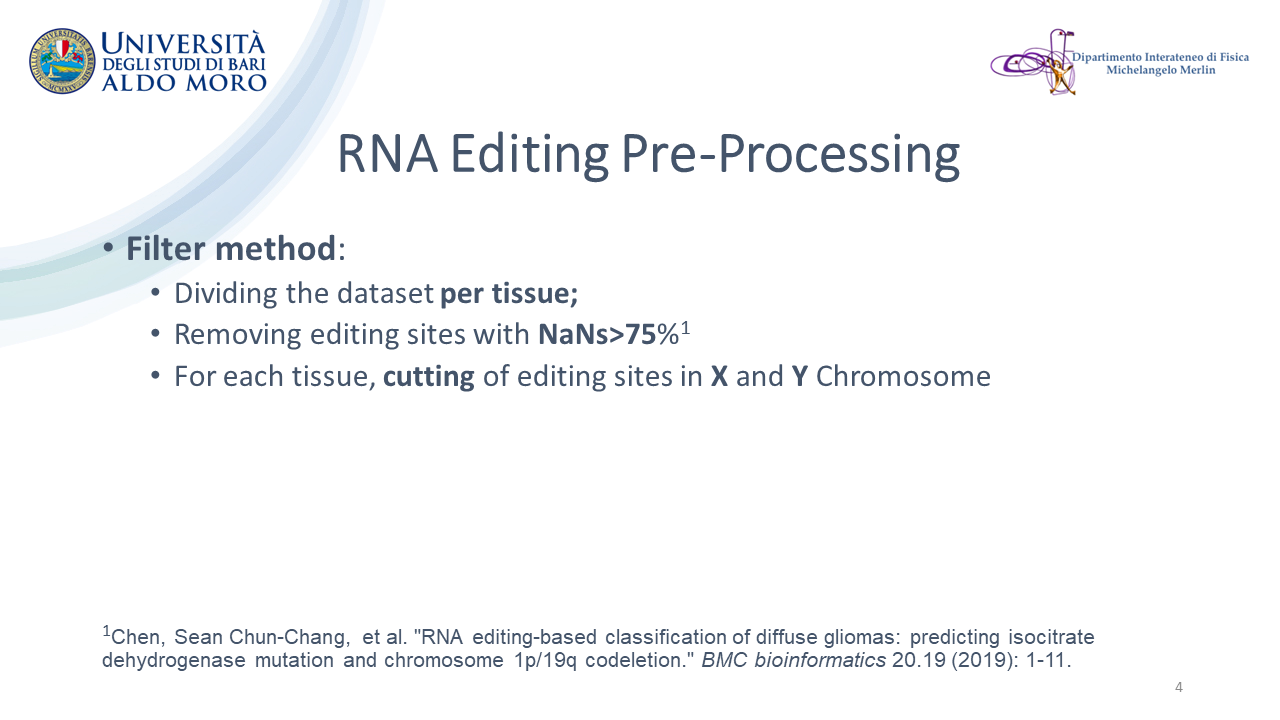 UNIVERSITÀ
DEGLI STUDI DI BARI
ALDO MORO
Dipartimento Interateneo di Fisica
Michelangelo Merlin
RNA Editing Pre-Processing
• Filter method:
• Dividing the dataset per tissue;
• Removing editing sites with NaNs>75%¹
• For each tissue, cutting of editing sites in X and Y Chromosome
¹Chen, Sean Chun-Chang, et al. "RNA editing-based classification of diffuse gliomas: predicting isocitrate
dehydrogenase mutation and chromosome 1p/19q codeletion." BMC bioinformatics 20.19 (2019): 1-11.
4